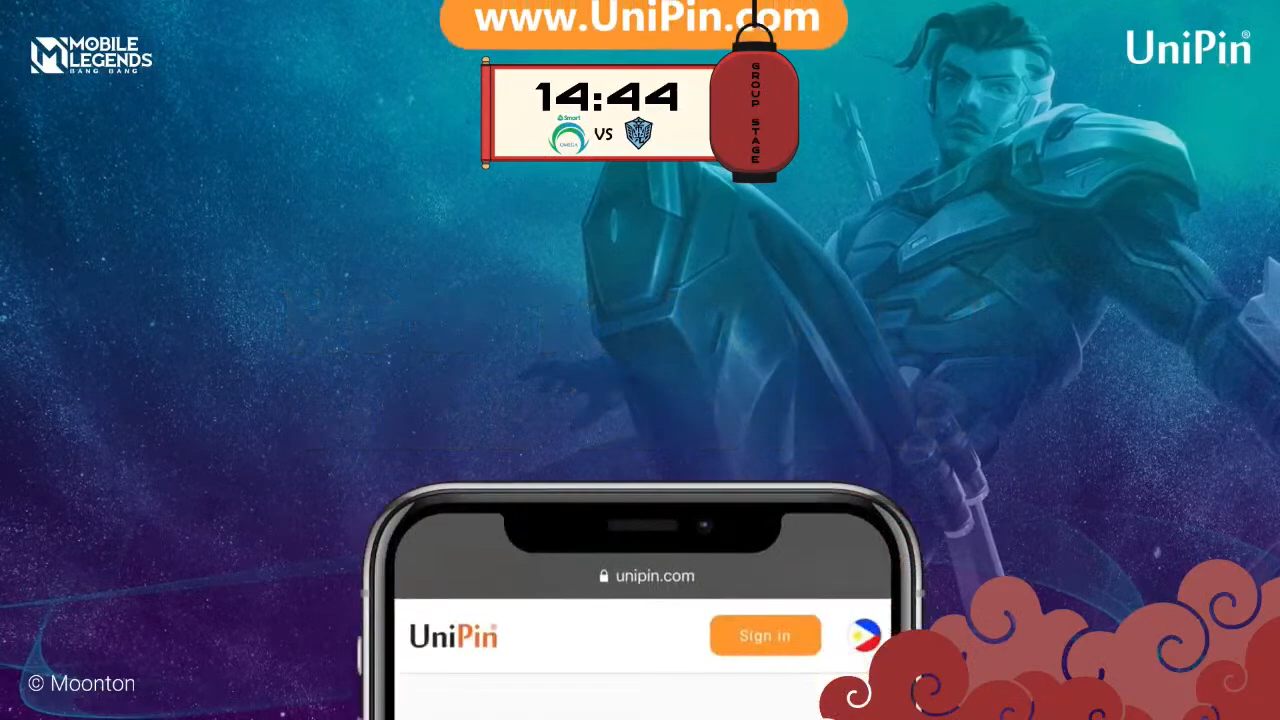 www.UniPin.com
MOBILE
LEGENDS
BANG BANG
UniPin®
14:44
Smart
OMEGA
VS
GROUP STAGE
unipin.com
UniPin
Sign in
© Moonton